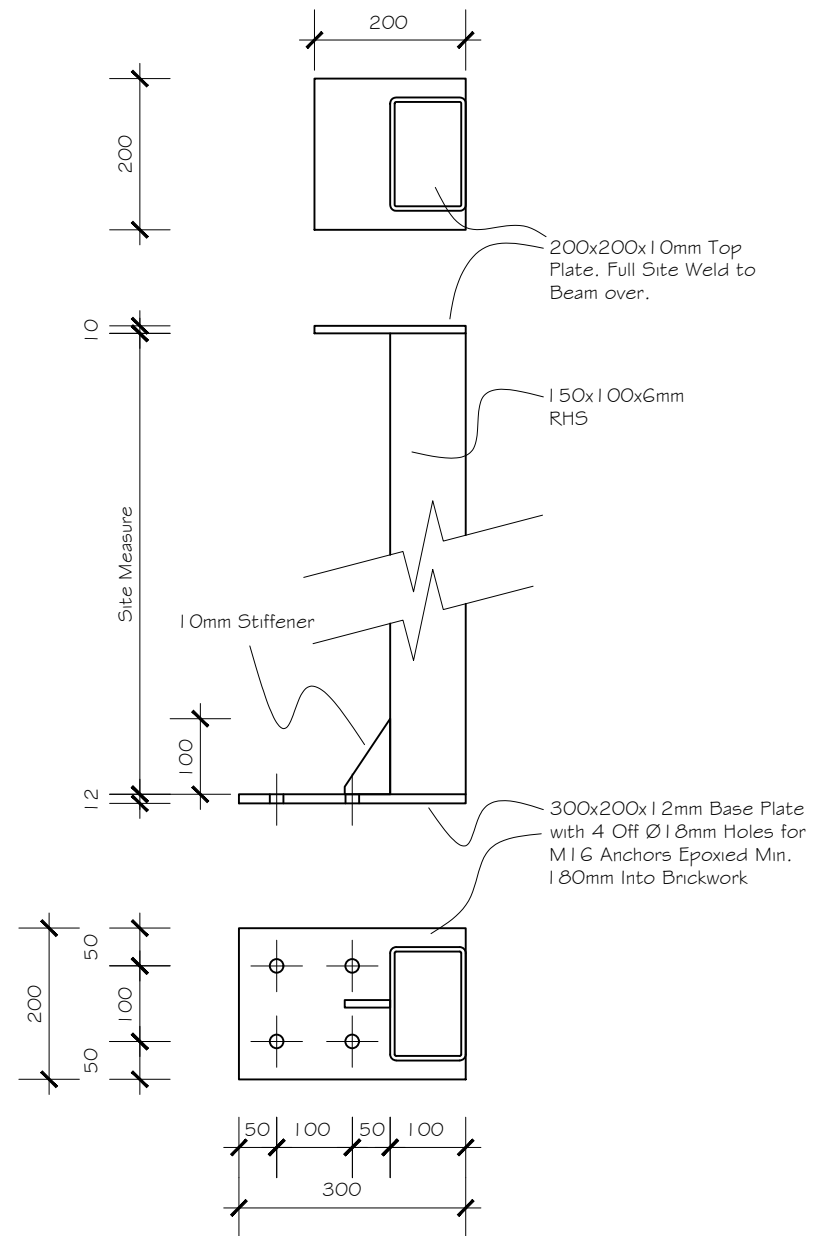 200
200
200x200x10mm Top
Plate. Full Site Weld to
Beam over.
10
150x100x6mm
RHS
Site Measure
10mm Stiffener
100
12
300x200x12mm Base Plate
with 4 Off Ø18mm Holes for
M16 Anchors Epoxied Min.
180mm Into Brickwork
50
200
100
50
50 100 50 100
300